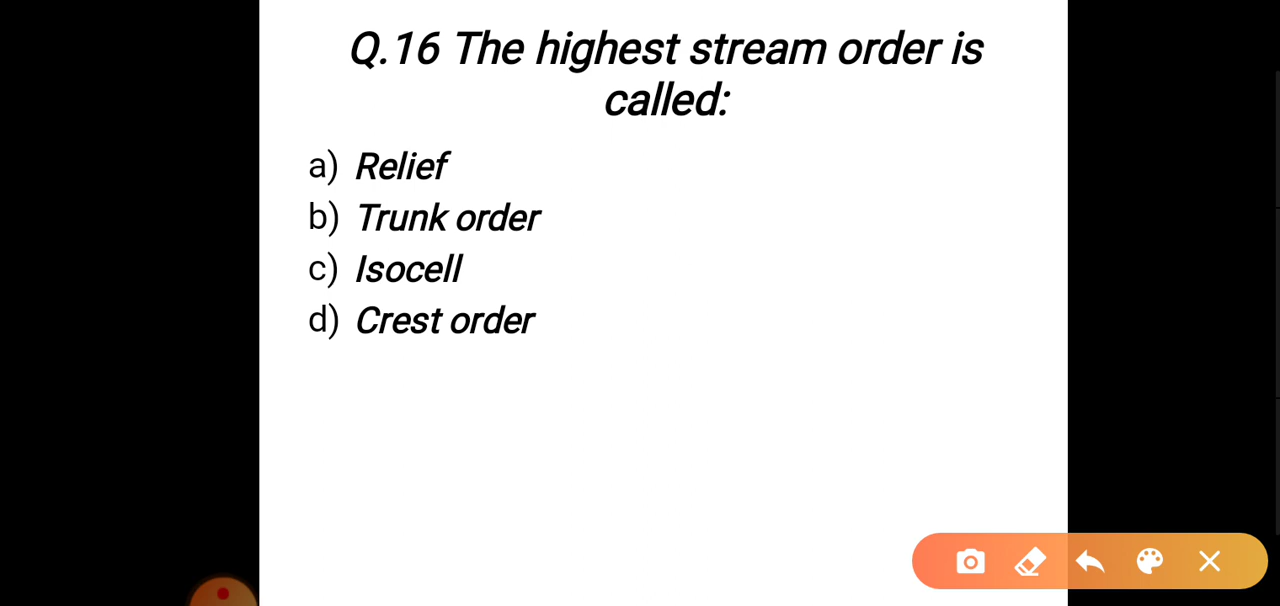 Q.16 The highest stream order is
called:
a) Relief
b) Trunk order
c) Isocell
d) Crest order